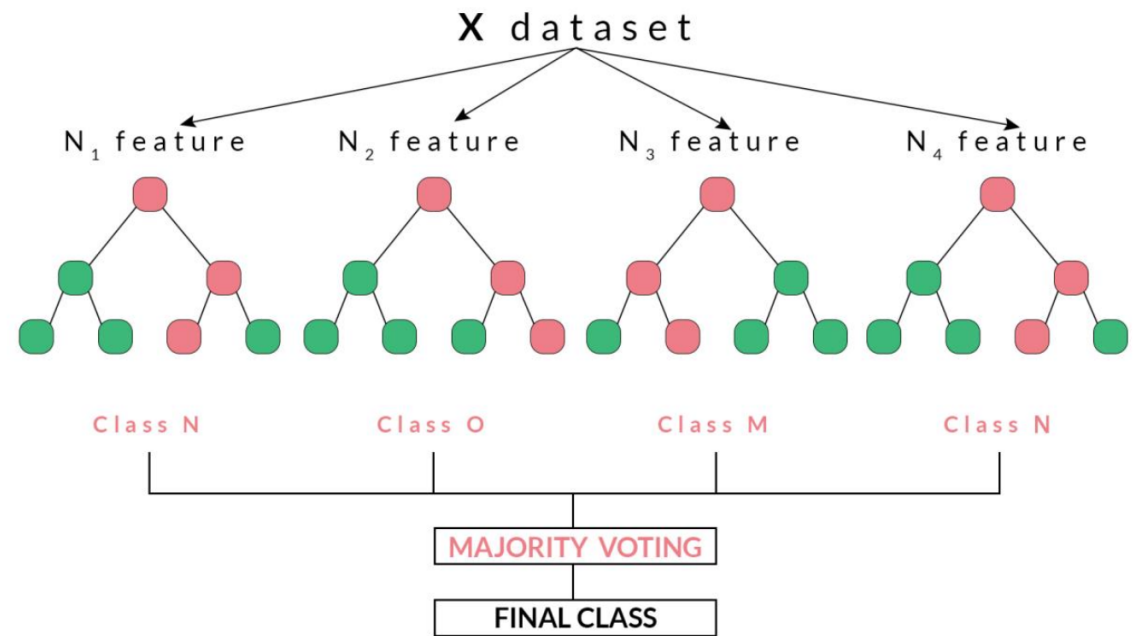 X dataset
N₁ feature
N₂ feature
N₃ feature
N₄ feature
Class N
Class O
Class M
Class N
MAJORITY VOTING
FINAL CLASS